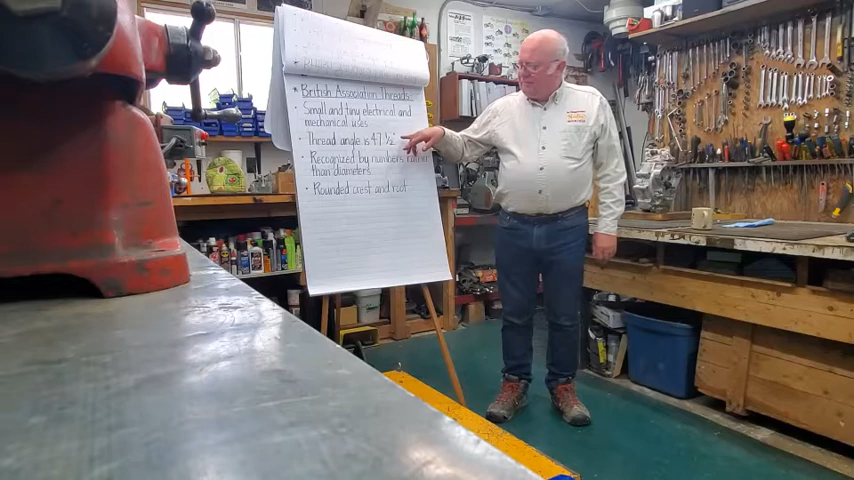 British Association Threads
• Small and tiny electrical and
mechanical uses
• Thread angle is 47 ½°
• Recognized by numbers rather
than diameters
• Rounded crest and root